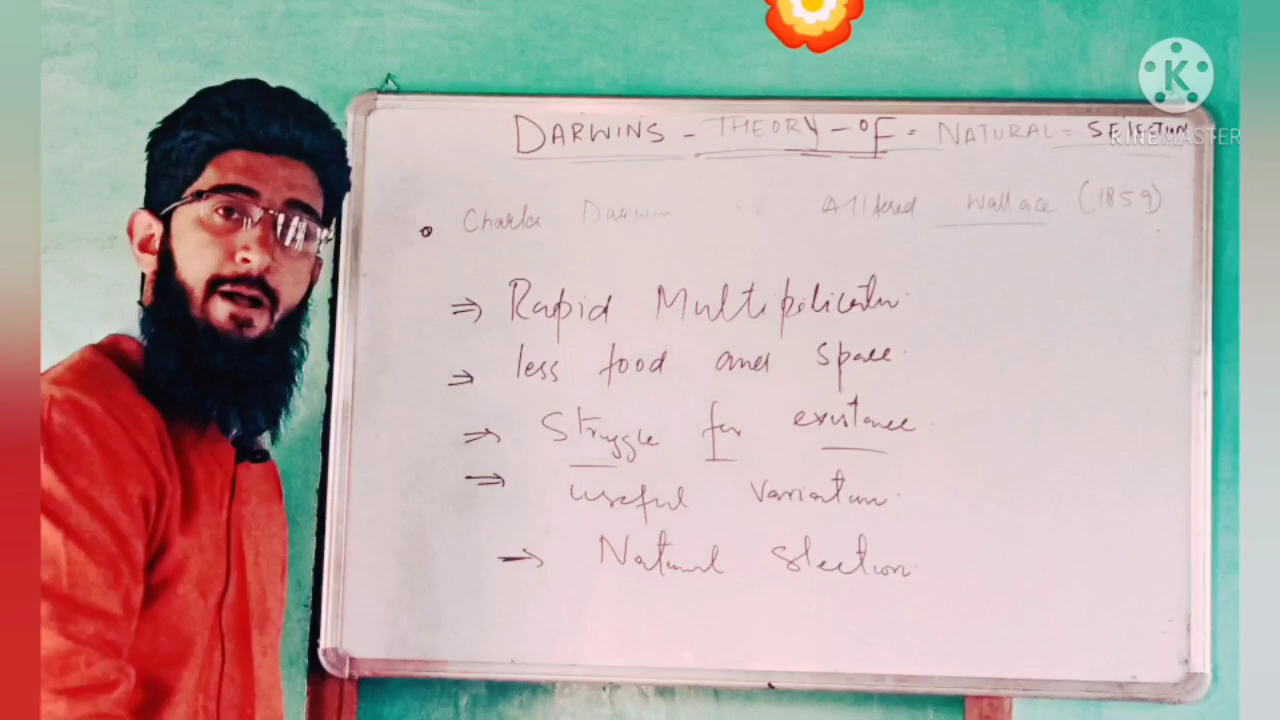 K
KINEMASTER
DARWINS - THEORY - OF = NATURAL = SELECTION
Charles Darwin Allfered Wallace (1859)
⇒ Rapid Multiplication
⇒ less food and space
⇒ Struggle for existance
⇒ useful variation
→ Natural Selection